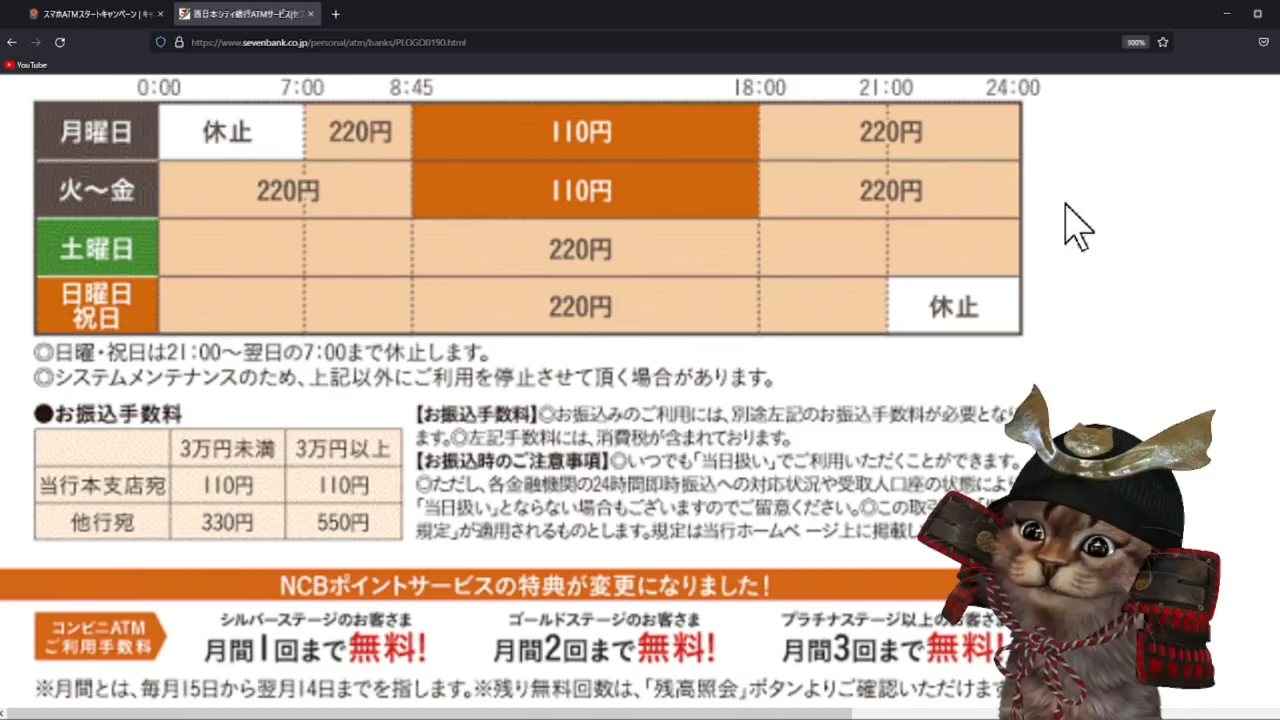 スマホATMスタートキャンペーン | キャ
西日本シティ銀行ATMサービス|セブ
https://www.sevenbank.co.jp/personal/atm/banks/PLOGO0190.html
300%
YouTube
0:00 7:00 8:45 18:00 21:00 24:00
月曜日 休止 220円 110円 220円
火〜金 220円 110円 220円
土曜日 220円
日曜日
祝日 220円 休止
◎日曜・祝日は21:00〜翌日の7:00まで休止します。
◎システムメンテナンスのため、上記以外にご利用を停止させて頂く場合があります。
●お振込手数料
3万円未満 3万円以上
当行本支店宛 110円 110円
他行宛 330円 550円
【お振込手数料】◎お振込みのご利用には、別途左記のお振込手数料が必要となり
ます。◎左記手数料には、消費税が含まれております。
【お振込時のご注意事項】◎いつでも「当日扱い」でご利用いただくことができます。
◎ただし、各金融機関の24時間即時振込への対応状況や受取人口座の状態によ
「当日扱い」とならない場合もございますのでご留意ください。◎この取
規定」が適用されるものとします。規定は当行ホームページ上に掲載し
NCBポイントサービスの特典が変更になりました!
コンビニATM
ご利用手数料
シルバーステージのお客さま
月間1回まで無料!
ゴールドステージのお客さま
月間2回まで無料!
プラチナステージ以上のお客さ
月間3回まで無料!
※月間とは、毎月15日から翌月14日までを指します。※残り無料回数は、「残高照会」ボタンよりご確認いただけます